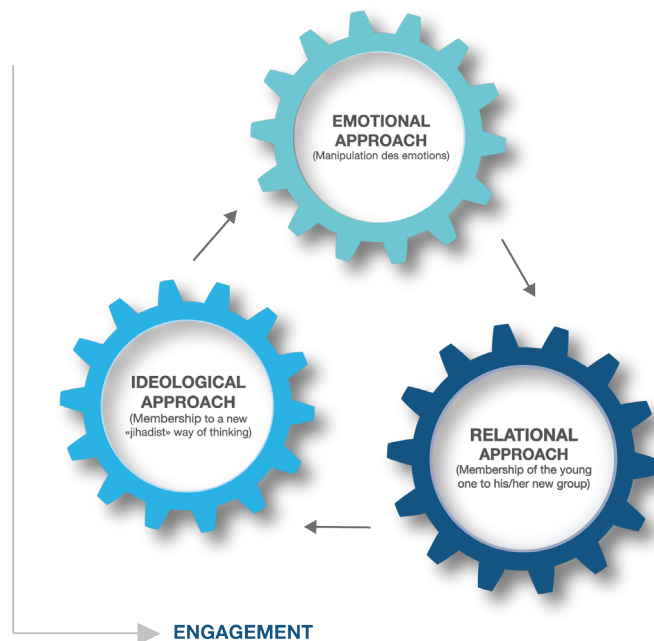 EMOTIONAL
APPROACH
(Manipulation des emotions)
IDEOLOGICAL
APPROACH
(Membership to a new
«jihadist» way of thinking)
RELATIONAL
APPROACH
(Membership of the young
one to his/her new group)
ENGAGEMENT